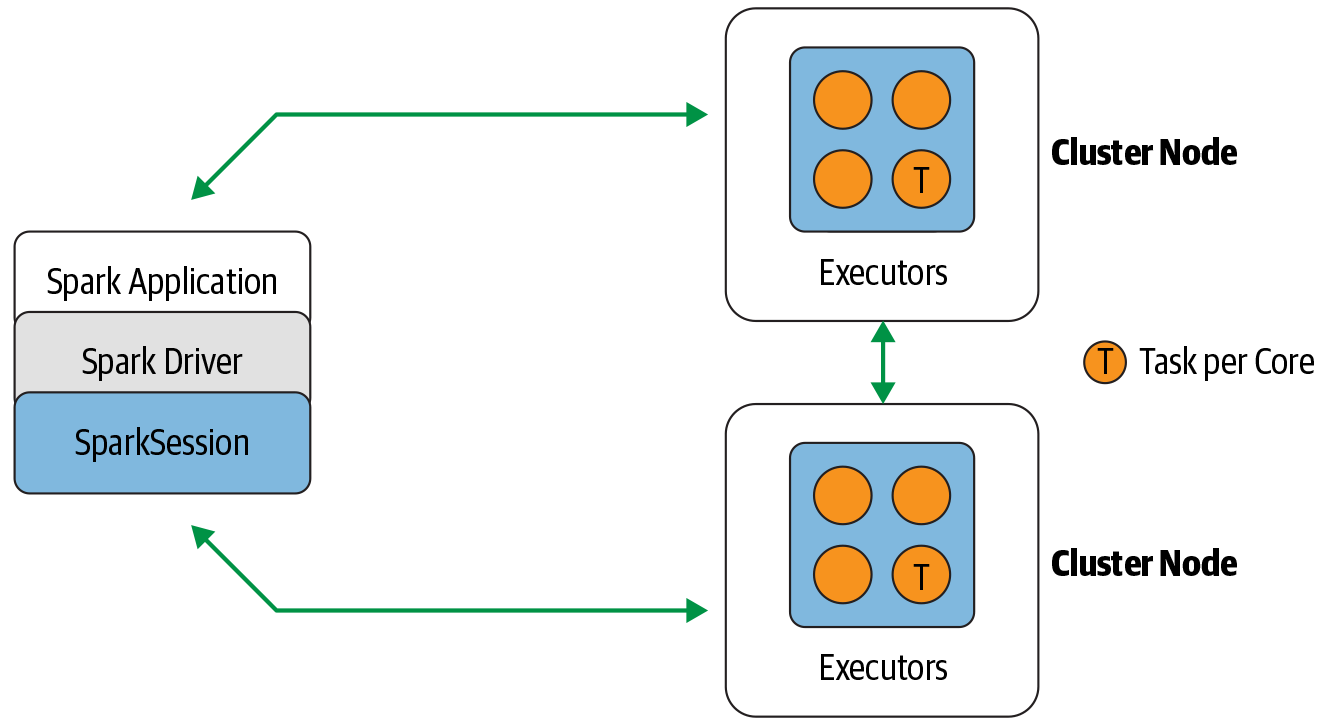 Spark Application
Spark Driver
SparkSession
T
Executors
Cluster Node
T Task per Core
T
Executors
Cluster Node